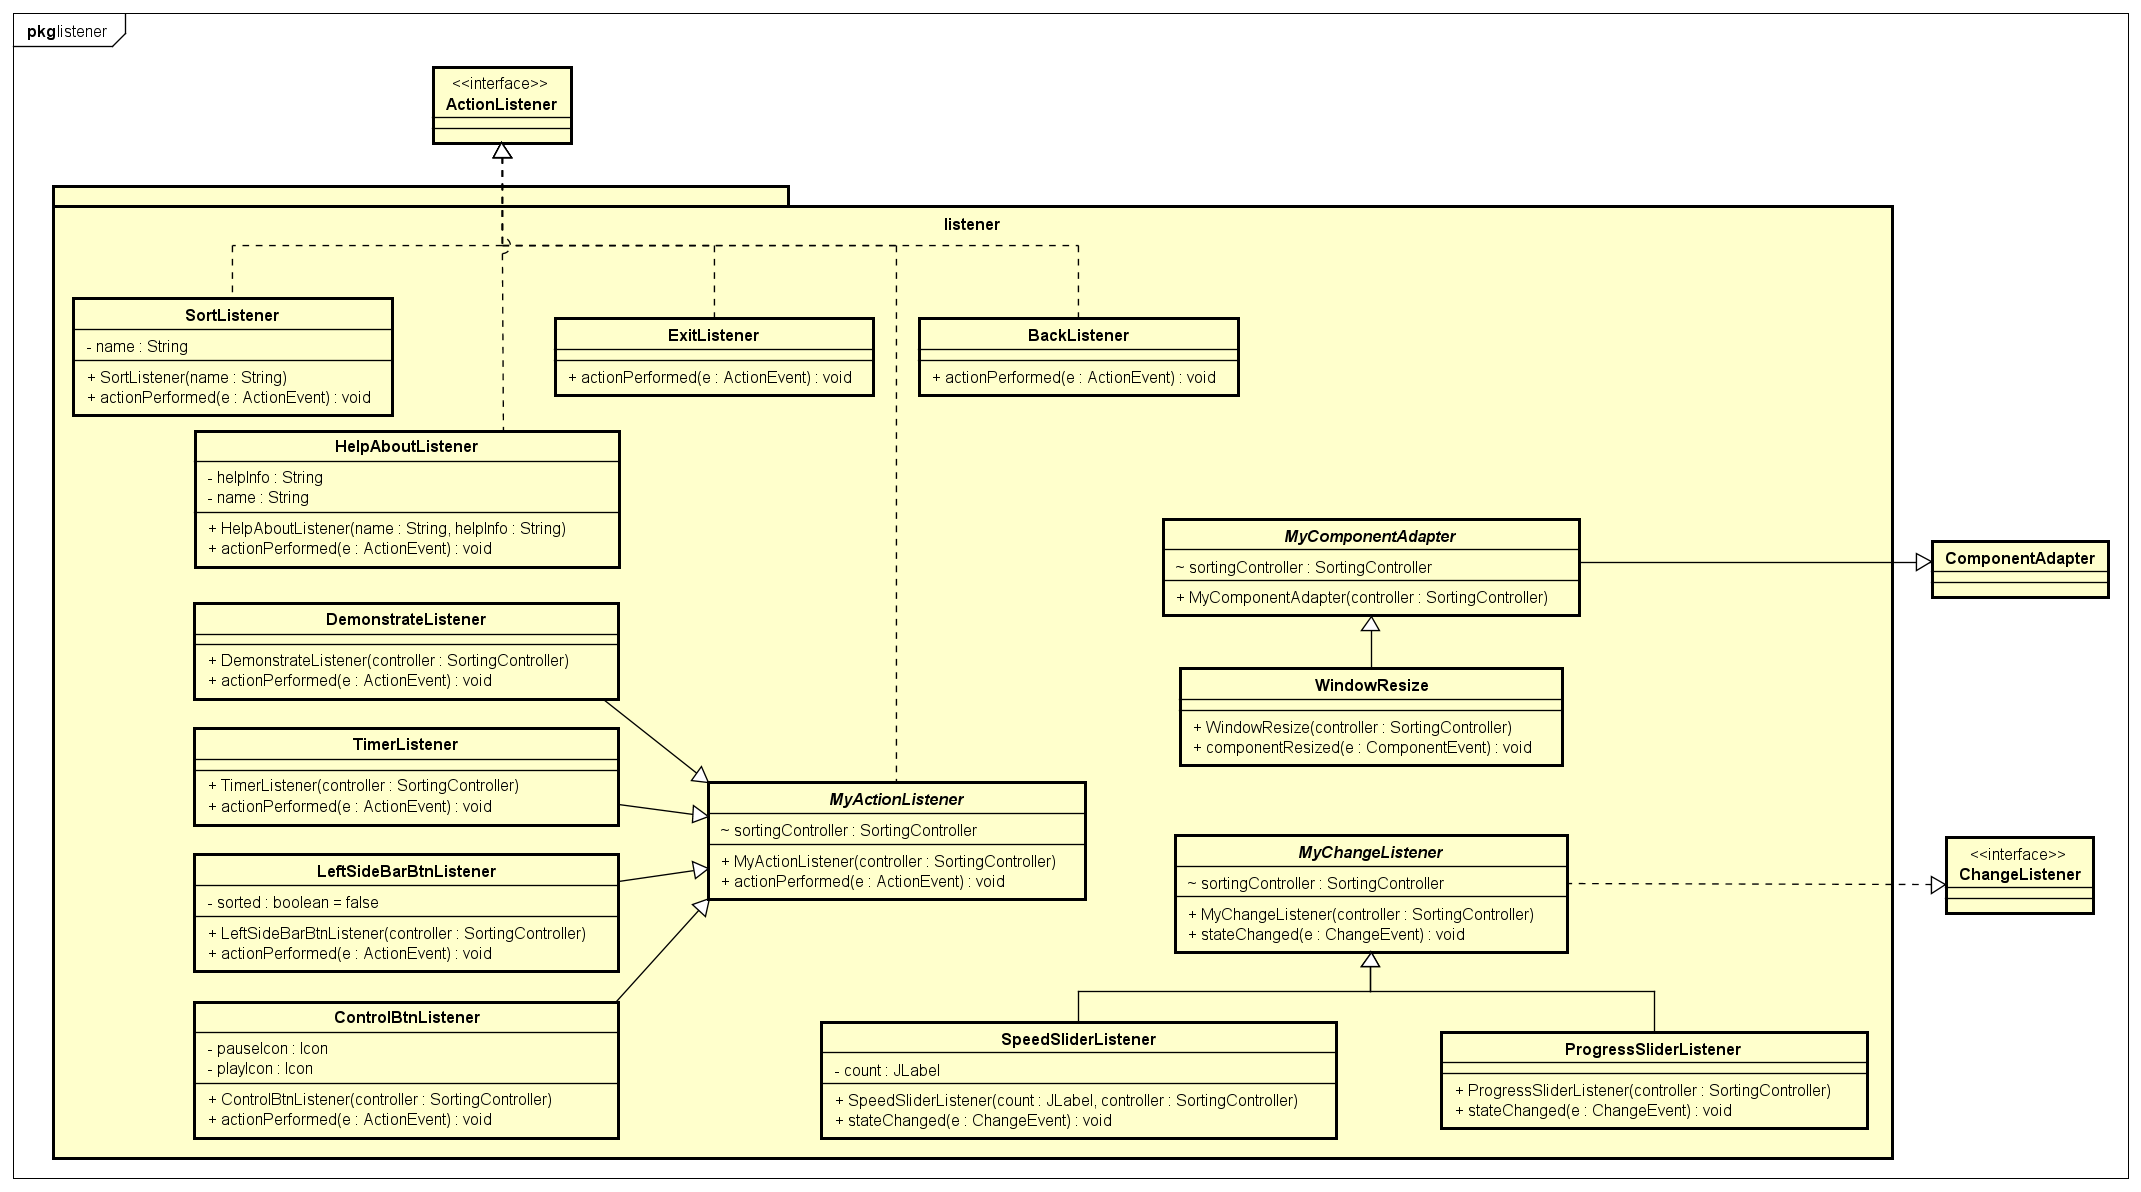 pkg listener
<<interface>>
ActionListener
listener
SortListener
- name : String
+ SortListener(name : String)
+ actionPerformed(e : ActionEvent) : void
ExitListener
+ actionPerformed(e : ActionEvent) : void
BackListener
+ actionPerformed(e : ActionEvent) : void
HelpAboutListener
- helpInfo : String
- name : String
+ HelpAboutListener(name : String, helpInfo : String)
+ actionPerformed(e : ActionEvent) : void
MyComponentAdapter
~ sortingController : SortingController
+ MyComponentAdapter(controller : SortingController)
ComponentAdapter
DemonstrateListener
+ DemonstrateListener(controller : SortingController)
+ actionPerformed(e : ActionEvent) : void
WindowResize
+ WindowResize(controller : SortingController)
+ componentResized(e : ComponentEvent) : void
TimerListener
+ TimerListener(controller : SortingController)
+ actionPerformed(e : ActionEvent) : void
MyActionListener
~ sortingController : SortingController
+ MyActionListener(controller : SortingController)
+ actionPerformed(e : ActionEvent) : void
MyChangeListener
~ sortingController : SortingController
+ MyChangeListener(controller : SortingController)
+ stateChanged(e : ChangeEvent) : void
<<interface>>
ChangeListener
LeftSideBarBtnListener
- sorted : boolean = false
+ LeftSideBarBtnListener(controller : SortingController)
+ actionPerformed(e : ActionEvent) : void
ControlBtnListener
- pauseIcon : Icon
- playIcon : Icon
+ ControlBtnListener(controller : SortingController)
+ actionPerformed(e : ActionEvent) : void
SpeedSliderListener
- count : JLabel
+ SpeedSliderListener(count : JLabel, controller : SortingController)
+ stateChanged(e : ChangeEvent) : void
ProgressSliderListener
+ ProgressSliderListener(controller : SortingController)
+ stateChanged(e : ChangeEvent) : void